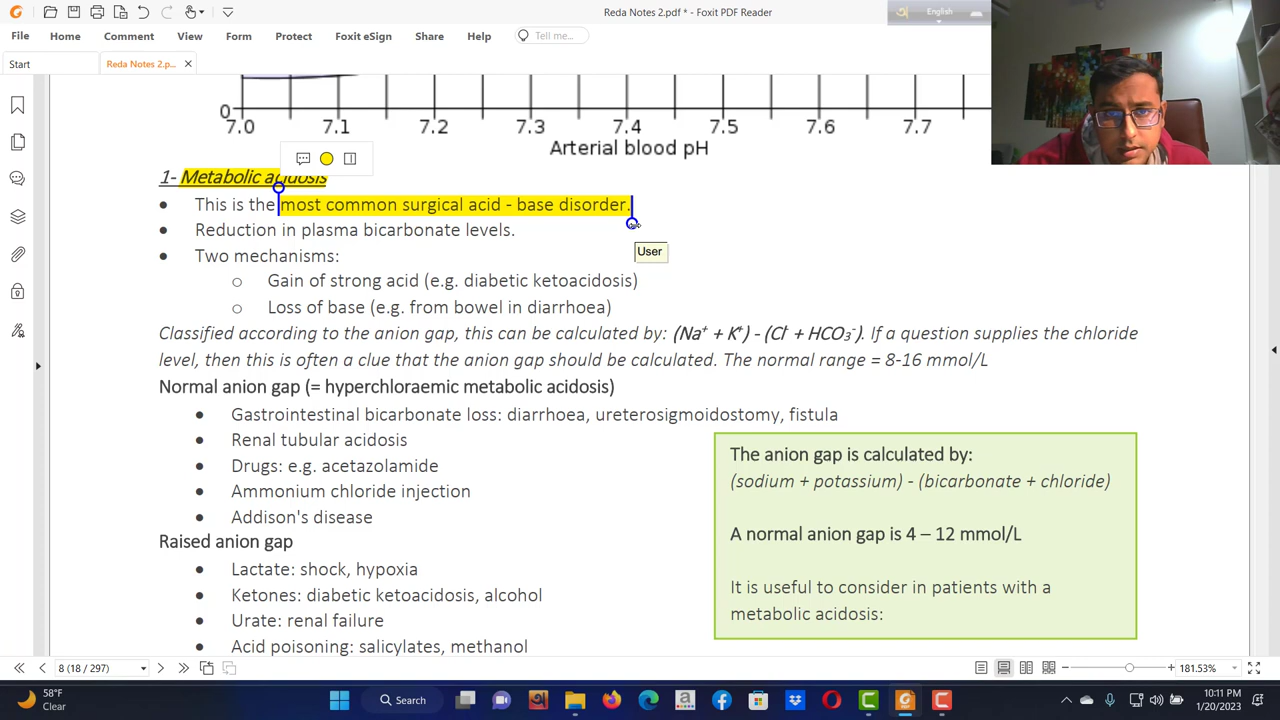 Reda Notes 2.pdf * - Foxit PDF Reader
English
File Home Comment View Form Protect Foxit eSign Share Help Tell me...
Start Reda Notes 2.p...
0
7.0 7.1 7.2 7.3 7.4 7.5 7.6 7.7
Arterial blood pH
1- Metabolic acidosis
• This is the most common surgical acid - base disorder.
• Reduction in plasma bicarbonate levels.
User
• Two mechanisms:
o Gain of strong acid (e.g. diabetic ketoacidosis)
o Loss of base (e.g. from bowel in diarrhoea)
Classified according to the anion gap, this can be calculated by: (Na⁺ + K⁺) - (Cl⁻ + HCO₃⁻). If a question supplies the chloride
level, then this is often a clue that the anion gap should be calculated. The normal range = 8-16 mmol/L
Normal anion gap (= hyperchloraemic metabolic acidosis)
• Gastrointestinal bicarbonate loss: diarrhoea, ureterosigmoidostomy, fistula
• Renal tubular acidosis
• Drugs: e.g. acetazolamide
• Ammonium chloride injection
• Addison's disease
Raised anion gap
• Lactate: shock, hypoxia
• Ketones: diabetic ketoacidosis, alcohol
• Urate: renal failure
• Acid poisoning: salicylates, methanol
The anion gap is calculated by:
(sodium + potassium) - (bicarbonate + chloride)
A normal anion gap is 4 – 12 mmol/L
It is useful to consider in patients with a
metabolic acidosis:
8 (18 / 297)
181.53%
58°F
Clear
Search
10:11 PM
1/20/2023